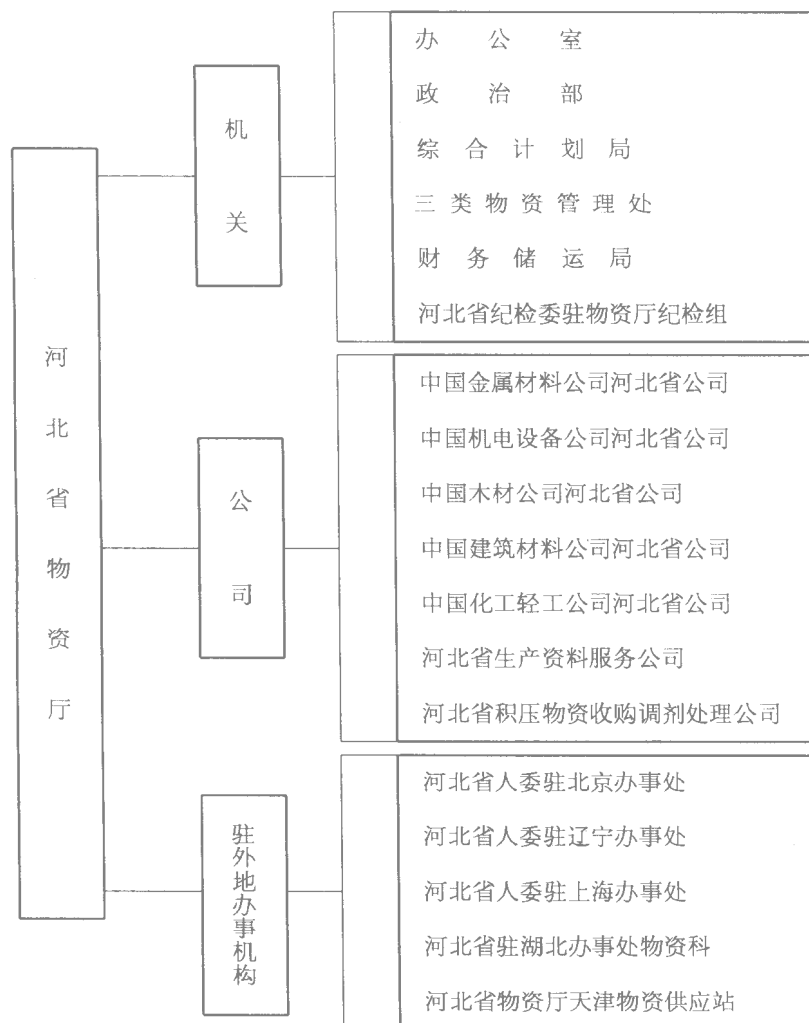 河北省物资厅
机关
办公室
政治部
综合计划局
三类物资管理处
财务储运局
河北省纪检委驻物资厅纪检组
公司
中国金属材料公司河北省公司
中国机电设备公司河北省公司
中国木材公司河北省公司
中国建筑材料公司河北省公司
中国化工轻工公司河北省公司
河北省生产资料服务公司
河北省积压物资收购调剂处理公司
驻外地办事机构
河北省人委驻北京办事处
河北省人委驻辽宁办事处
河北省人委驻上海办事处
河北省驻湖北办事处物资科
河北省物资厅天津物资供应站